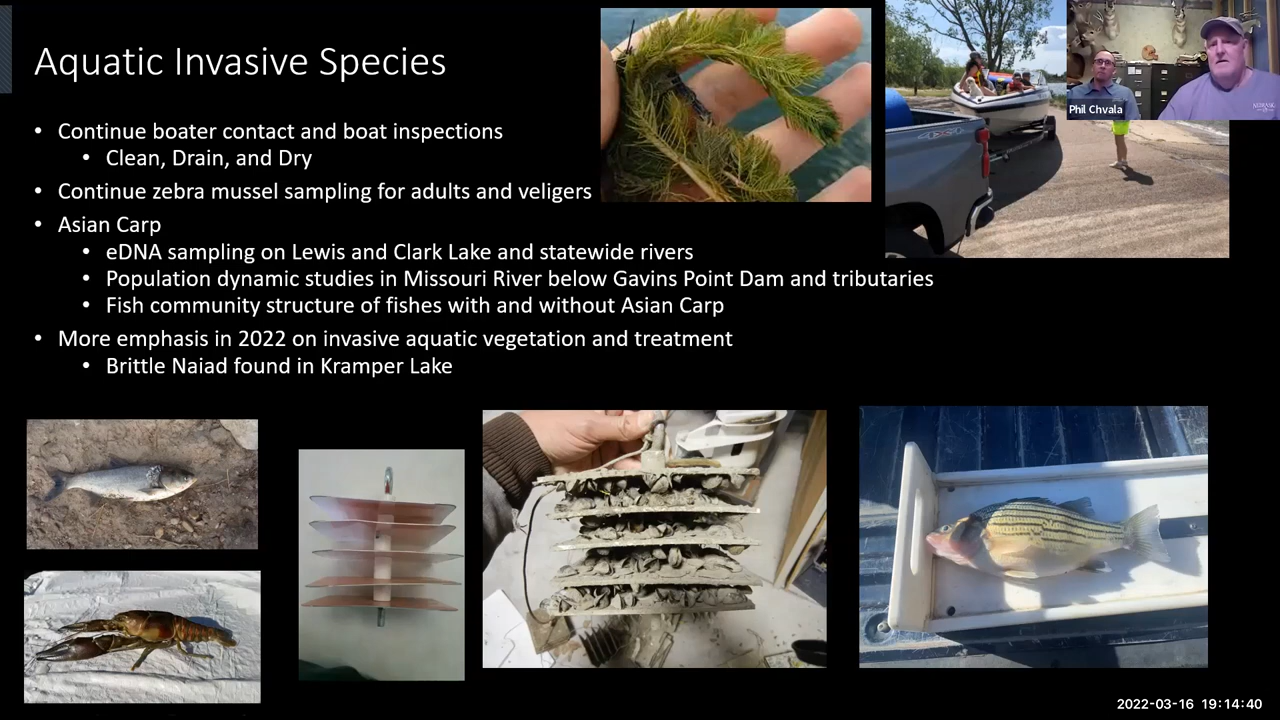 Aquatic Invasive Species
• Continue boater contact and boat inspections
• Clean, Drain, and Dry
• Continue zebra mussel sampling for adults and veligers
• Asian Carp
• eDNA sampling on Lewis and Clark Lake and statewide rivers
• Population dynamic studies in Missouri River below Gavins Point Dam and tributaries
• Fish community structure of fishes with and without Asian Carp
• More emphasis in 2022 on invasive aquatic vegetation and treatment
• Brittle Naiad found in Kramper Lake
Phil Chvala
4X4
2022-03-16 19:14:40